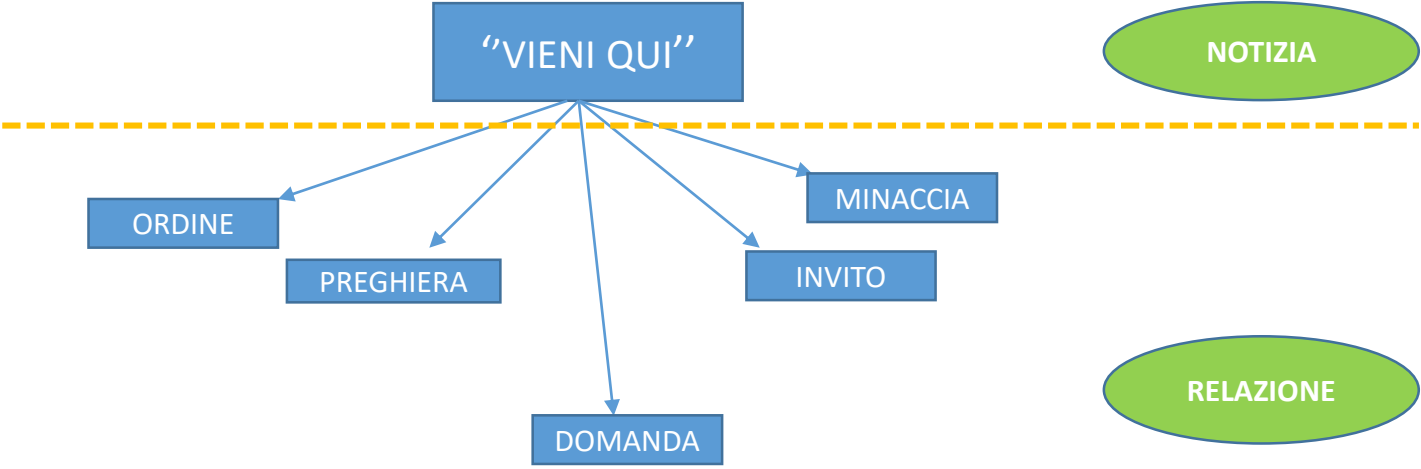 ‘’VIENI QUI’’
NOTIZIA
MINACCIA
ORDINE
PREGHIERA
INVITO
RELAZIONE
DOMANDA